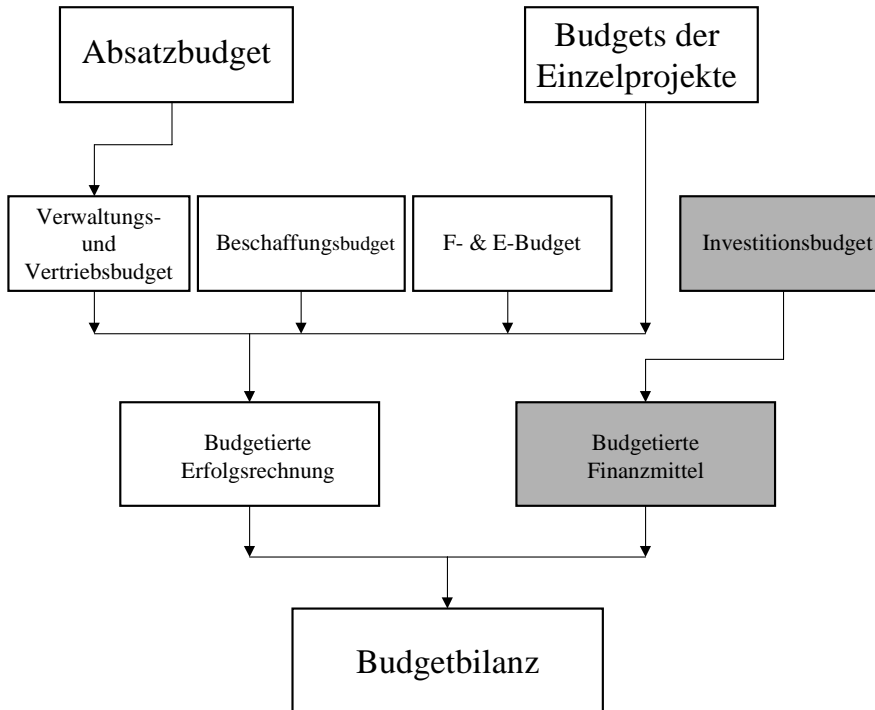 Absatzbudget
Budgets der
Einzelprojekte
Verwaltungs-
und
Vertriebsbudget
Beschaffungsbudget
F- & E-Budget
Investitionsbudget
Budgetierte
Erfolgsrechnung
Budgetierte
Finanzmittel
Budgetbilanz